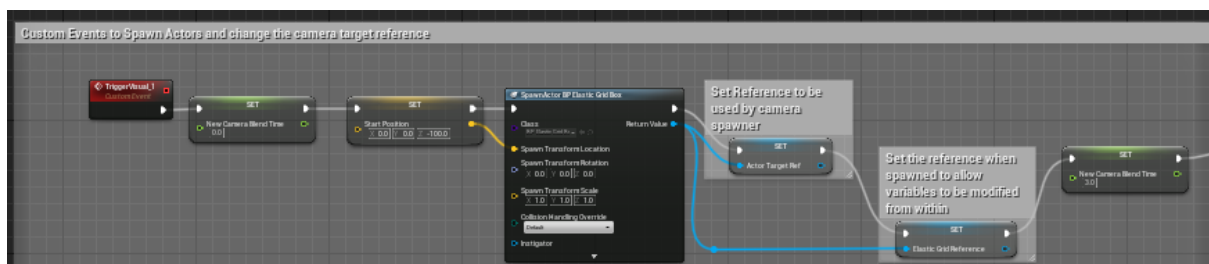 Custom Events to Spawn Actors and change the camera target reference
TriggerVisual_1
Custom Event
SET
New Camera Blend Time
0.0
SET
Start Position
X 0.0 Y 0.0 Z -100.0
SpawnActor BP Elastic Grid Box
Class
Return Value
Spawn Transform Location
Spawn Transform Rotation
X 0.0 Y 0.0 Z 0.0
Spawn Transform Scale
X 1.0 Y 1.0 Z 1.0
Collision Handling Override
Default
Instigator
Set Reference to be
used by camera
spawner
SET
Actor Target Ref
Set the reference when
spawned to allow
variables to be modified
from within
SET
Elastic Grid Reference
SET
New Camera Blend Time
3.0